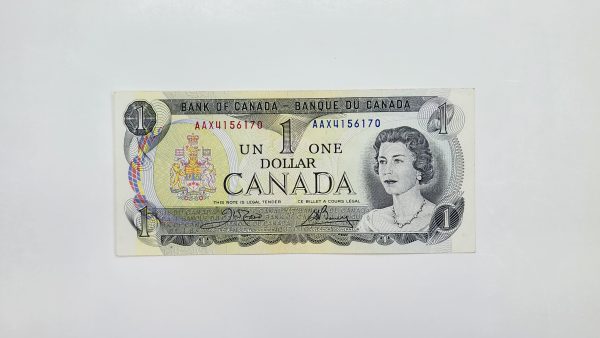 BANK OF CANADA – BANQUE DU CANADA
1 1
AAX4156170 AAX4156170
UN 1 ONE
DOLLAR
CANADA
THIS NOTE IS LEGAL TENDER CE BILLET A COURS LÉGAL
1 1